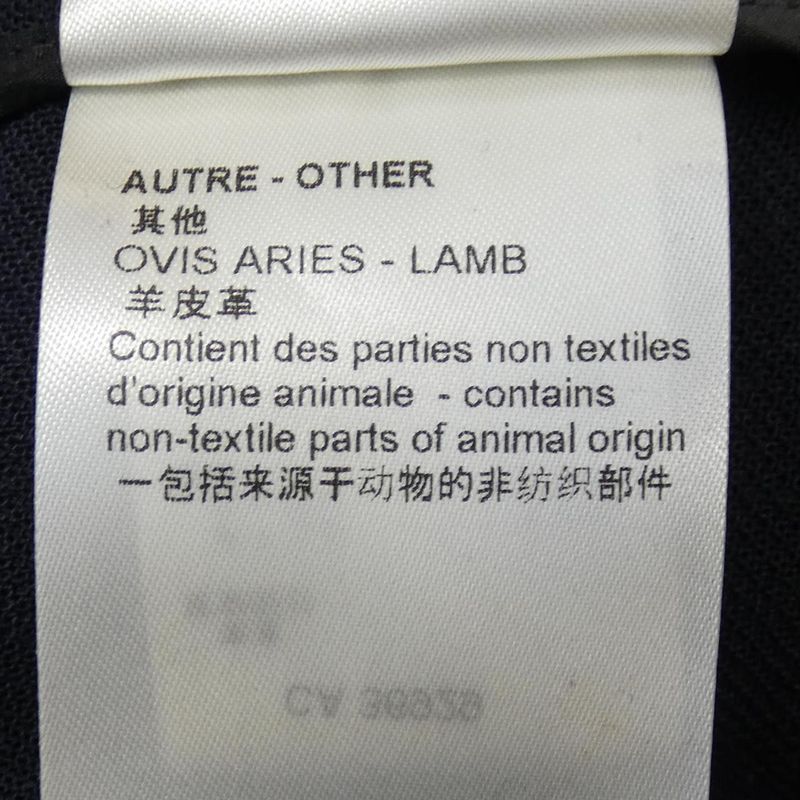 AUTRE - OTHER
其他
OVIS ARIES - LAMB
羊皮革
Contient des parties non textiles
d'origine animale - contains
non-textile parts of animal origin
一包括来源于动物的非纺织部件
CA 36929